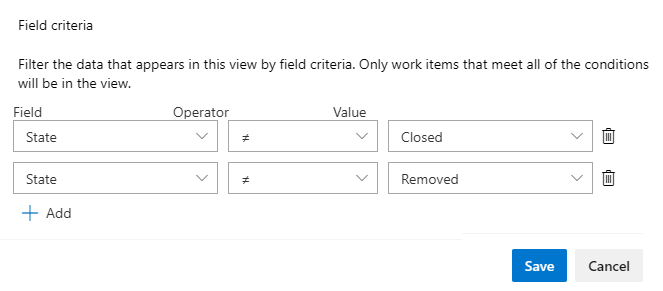 Field criteria
Filter the data that appears in this view by field criteria. Only work items that meet all of the conditions
will be in the view.
Field Operator Value
State ≠ Closed
State ≠ Removed
+ Add
Save Cancel